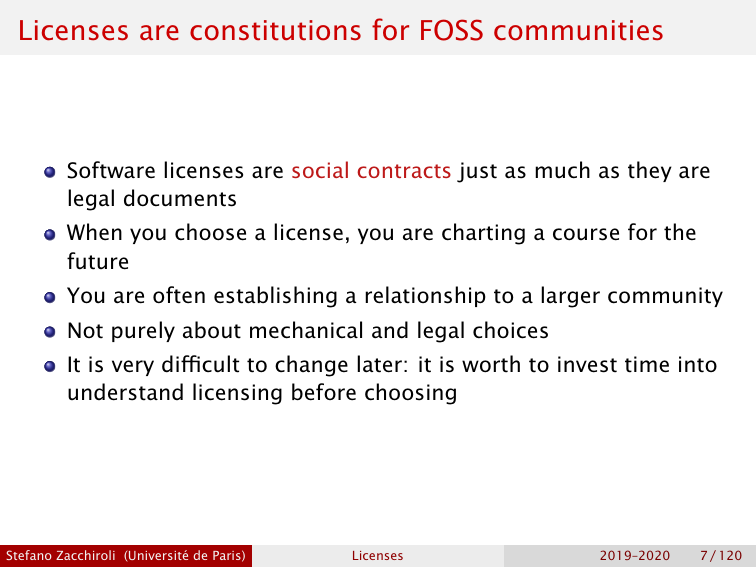 Licenses are constitutions for FOSS communities
Software licenses are social contracts just as much as they are
legal documents
When you choose a license, you are charting a course for the
future
You are often establishing a relationship to a larger community
Not purely about mechanical and legal choices
It is very difficult to change later: it is worth to invest time into
understand licensing before choosing
Stefano Zacchiroli (Université de Paris) Licenses 2019–2020 7 / 120